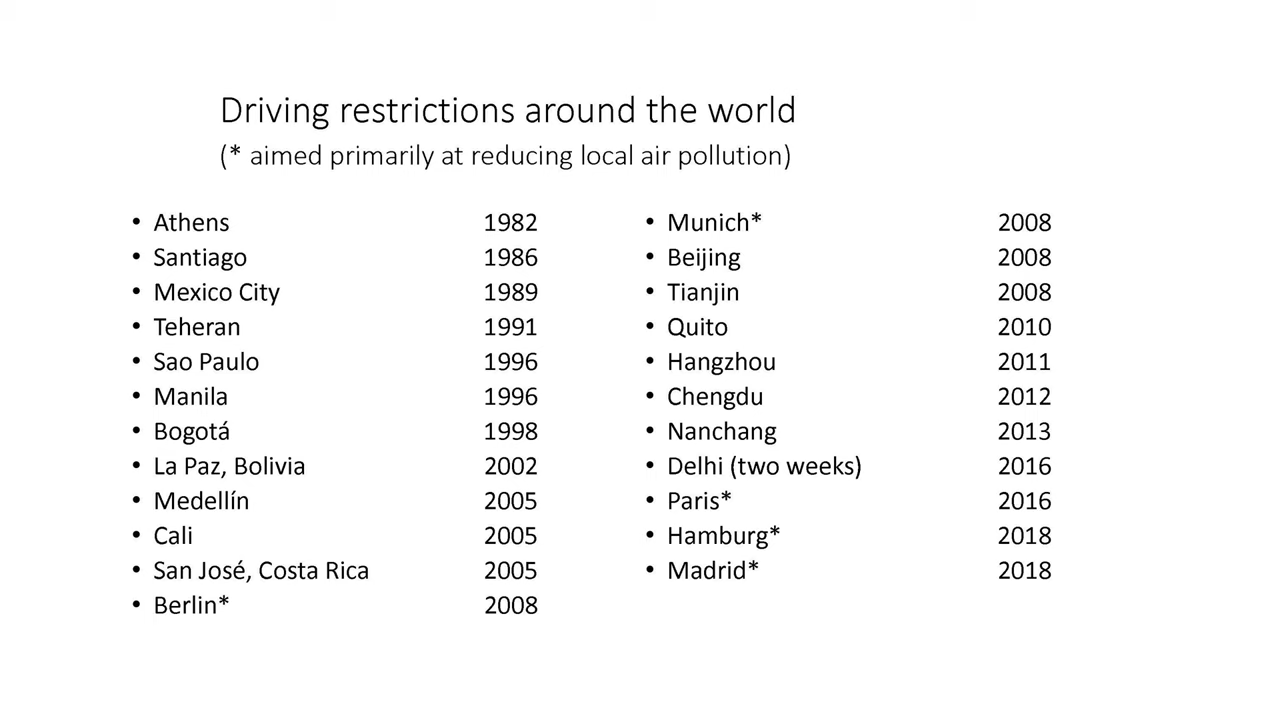 Driving restrictions around the world
(* aimed primarily at reducing local air pollution)
• Athens 1982
• Santiago 1986
• Mexico City 1989
• Teheran 1991
• Sao Paulo 1996
• Manila 1996
• Bogotá 1998
• La Paz, Bolivia 2002
• Medellín 2005
• Cali 2005
• San José, Costa Rica 2005
• Berlin* 2008
• Munich* 2008
• Beijing 2008
• Tianjin 2008
• Quito 2010
• Hangzhou 2011
• Chengdu 2012
• Nanchang 2013
• Delhi (two weeks) 2016
• Paris* 2016
• Hamburg* 2018
• Madrid* 2018